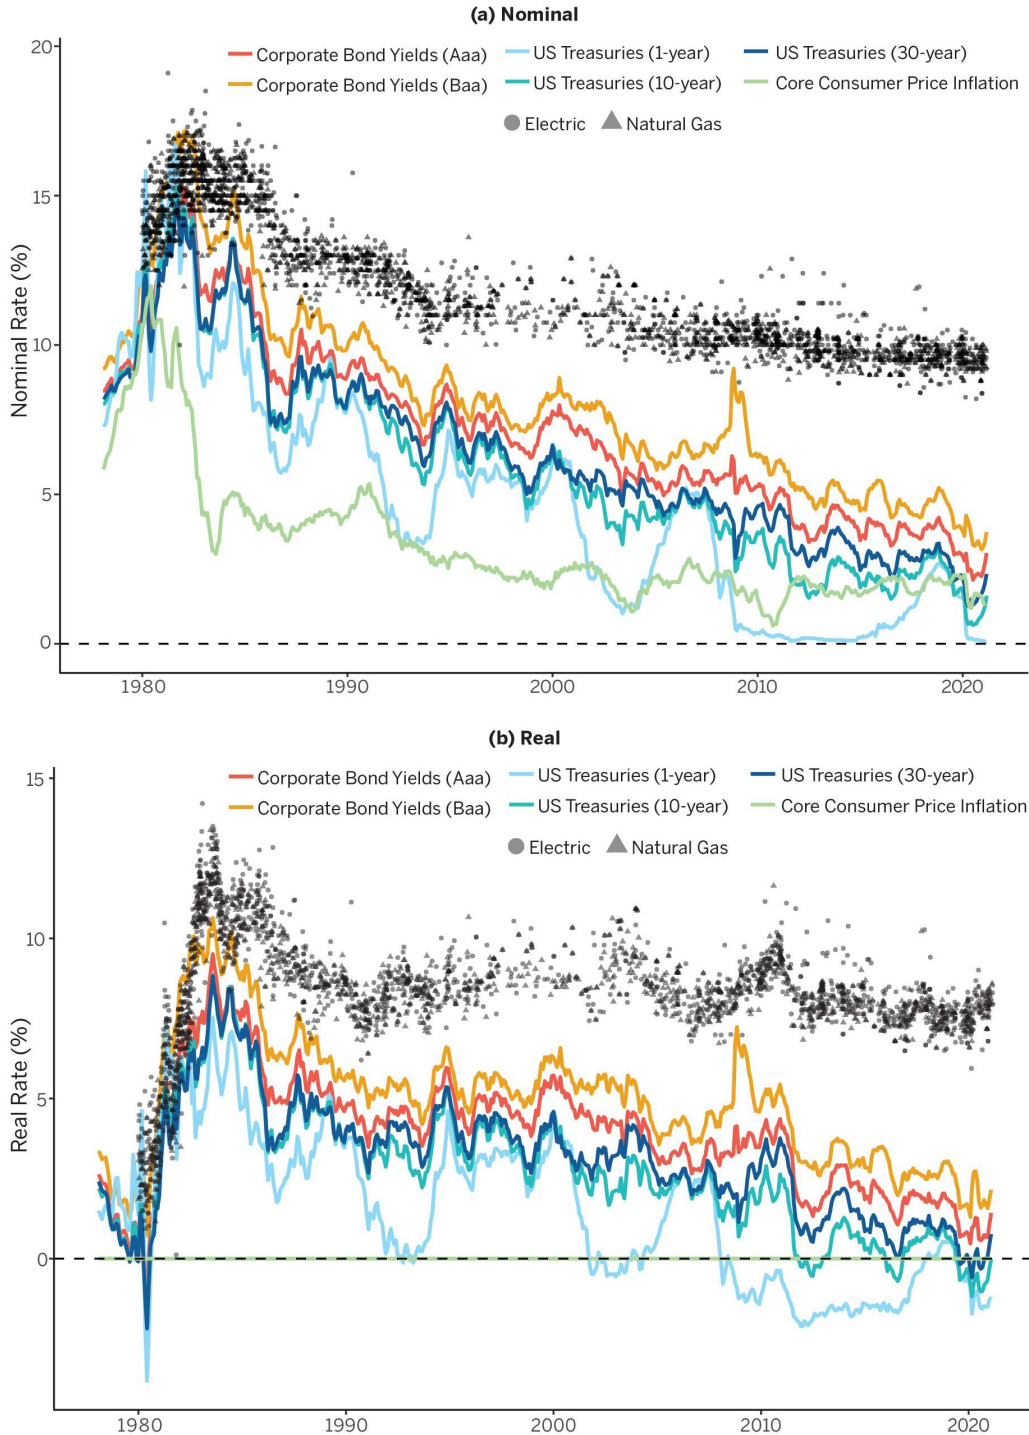 (a) Nominal
Corporate Bond Yields (Aaa) US Treasuries (1-year) US Treasuries (30-year)
Corporate Bond Yields (Baa) US Treasuries (10-year) Core Consumer Price Inflation
Electric Natural Gas
Nominal Rate (%)
20
15
10
5
0
1980 1990 2000 2010 2020
(b) Real
Corporate Bond Yields (Aaa) US Treasuries (1-year) US Treasuries (30-year)
Corporate Bond Yields (Baa) US Treasuries (10-year) Core Consumer Price Inflation
Electric Natural Gas
Real Rate (%)
15
10
5
0
1980 1990 2000 2010 2020